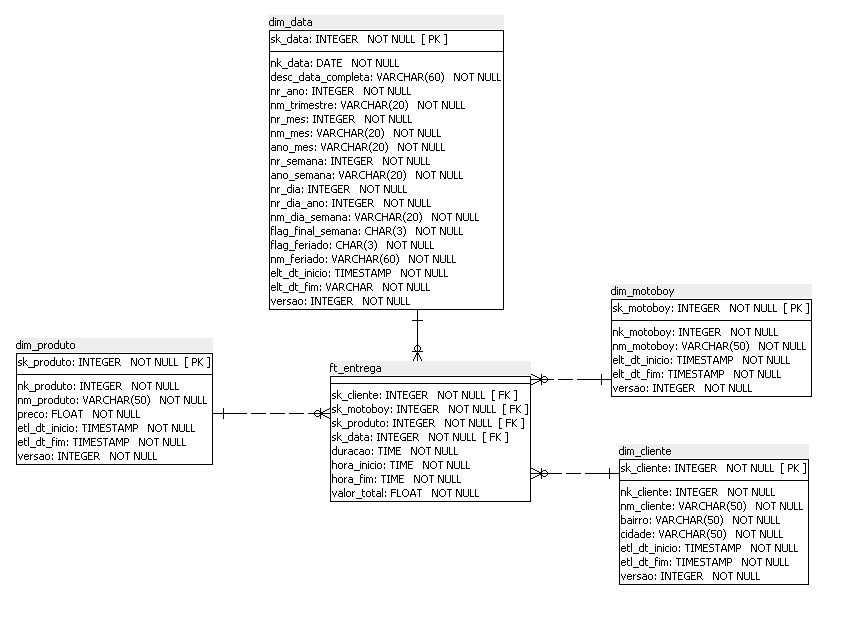 dim_data
sk_data: INTEGER NOT NULL [ PK ]
nk_data: DATE NOT NULL
desc_data_completa: VARCHAR(60) NOT NULL
nr_ano: INTEGER NOT NULL
nm_trimestre: VARCHAR(20) NOT NULL
nr_mes: INTEGER NOT NULL
nm_mes: VARCHAR(20) NOT NULL
ano_mes: VARCHAR(20) NOT NULL
nr_semana: INTEGER NOT NULL
ano_semana: VARCHAR(20) NOT NULL
nr_dia: INTEGER NOT NULL
nr_dia_ano: INTEGER NOT NULL
nm_dia_semana: VARCHAR(20) NOT NULL
flag_final_semana: CHAR(3) NOT NULL
flag_feriado: CHAR(3) NOT NULL
nm_feriado: VARCHAR(60) NOT NULL
elt_dt_inicio: TIMESTAMP NOT NULL
elt_dt_fim: VARCHAR NOT NULL
versao: INTEGER NOT NULL
dim_motoboy
sk_motoboy: INTEGER NOT NULL [ PK ]
nk_motoboy: INTEGER NOT NULL
nm_motoboy: VARCHAR(50) NOT NULL
elt_dt_inicio: TIMESTAMP NOT NULL
elt_dt_fim: TIMESTAMP NOT NULL
versao: INTEGER NOT NULL
dim_produto
sk_produto: INTEGER NOT NULL [ PK ]
nk_produto: INTEGER NOT NULL
nm_produto: VARCHAR(50) NOT NULL
preco: FLOAT NOT NULL
etl_dt_inicio: TIMESTAMP NOT NULL
etl_dt_fim: TIMESTAMP NOT NULL
versao: INTEGER NOT NULL
ft_entrega
sk_cliente: INTEGER NOT NULL [ FK ]
sk_motoboy: INTEGER NOT NULL [ FK ]
sk_produto: INTEGER NOT NULL [ FK ]
sk_data: INTEGER NOT NULL [ FK ]
duracao: TIME NOT NULL
hora_inicio: TIME NOT NULL
hora_fim: TIME NOT NULL
valor_total: FLOAT NOT NULL
dim_cliente
sk_cliente: INTEGER NOT NULL [ PK ]
nk_cliente: INTEGER NOT NULL
nm_cliente: VARCHAR(50) NOT NULL
bairro: VARCHAR(50) NOT NULL
cidade: VARCHAR(50) NOT NULL
etl_dt_inicio: TIMESTAMP NOT NULL
etl_dt_fim: TIMESTAMP NOT NULL
versao: INTEGER NOT NULL